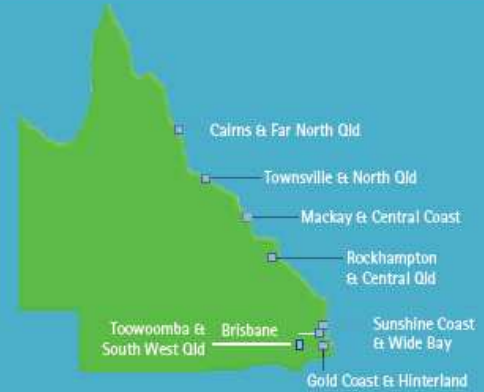 Cairns & Far North Qld
Townsville & North Qld
Mackay & Central Coast
Rockhampton
& Central Qld
Toowoomba &
South West Qld
Brisbane
Sunshine Coast
& Wide Bay
Gold Coast & Hinterland